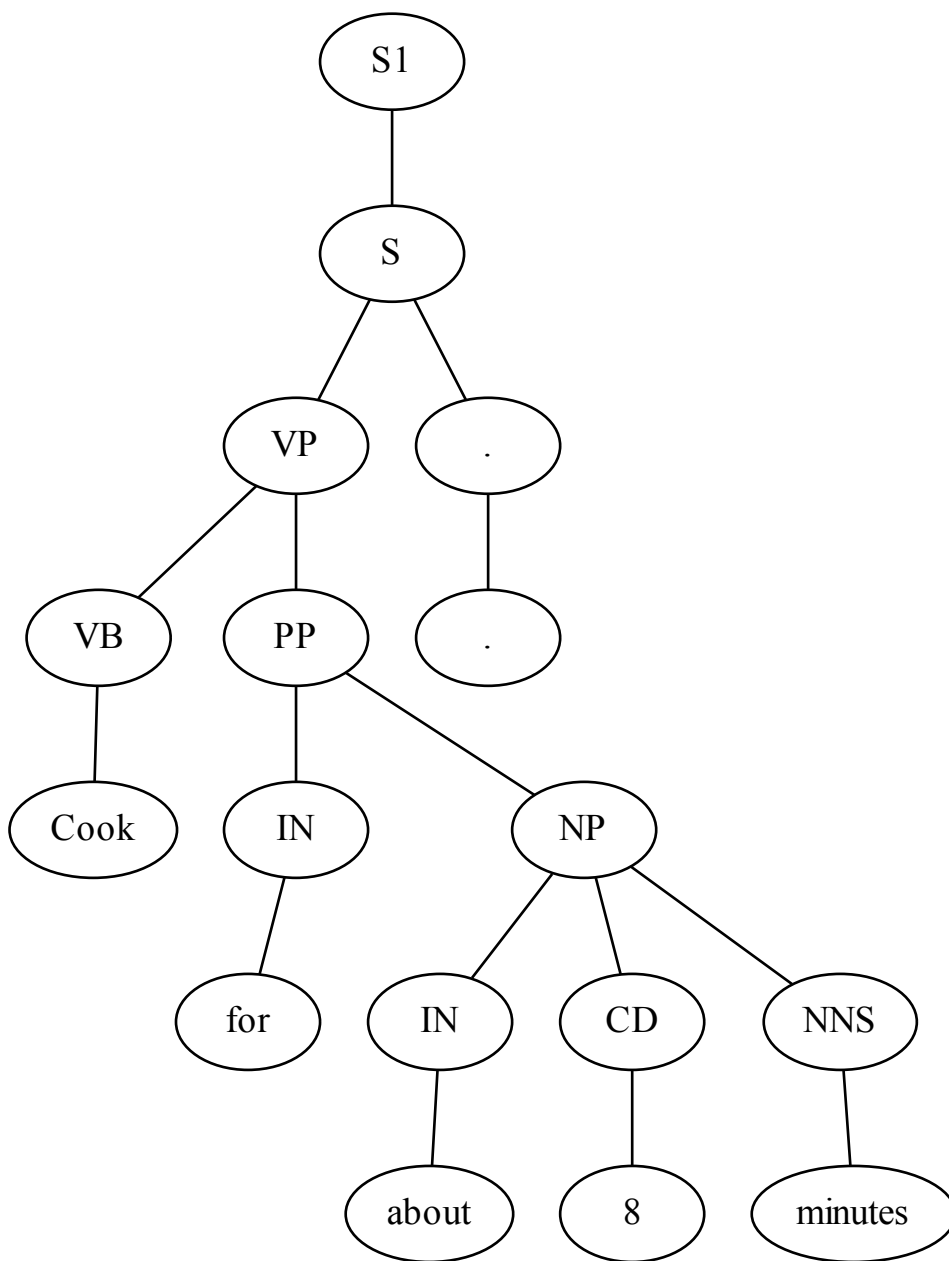 S1
S
VP .
VB PP .
Cook IN NP
for IN CD NNS
about 8 minutes